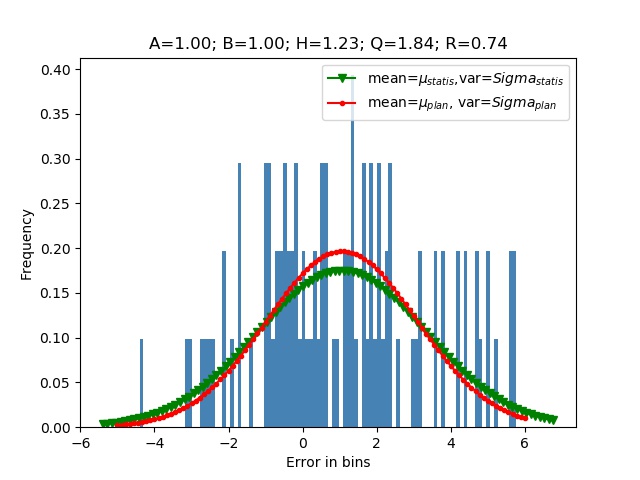 A=1.00; B=1.00; H=1.23; Q=1.84; R=0.74
mean=μstatis,var=Sigmastatis
mean=μplan, var=Sigmaplan
0.40
0.35
0.30
0.25
0.20
0.15
0.10
0.05
0.00
Frequency
−6 −4 −2 0 2 4 6
Error in bins